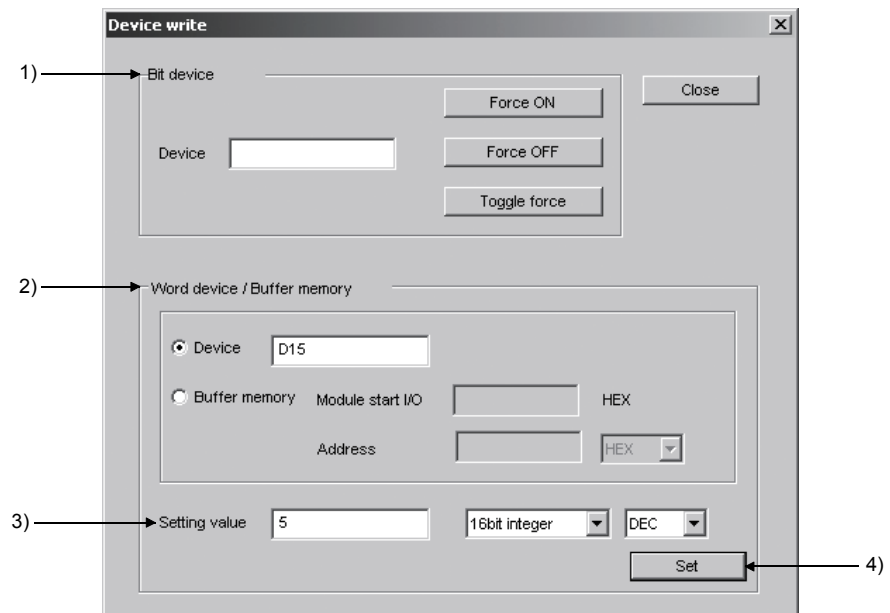 Device write
1)
Bit device
Force ON
Close
Device
Force OFF
Toggle force
2)
Word device / Buffer memory
Device D15
Buffer memory Module start I/O HEX
Address HEX
3)
Setting value 5 16bit integer DEC
Set
4)